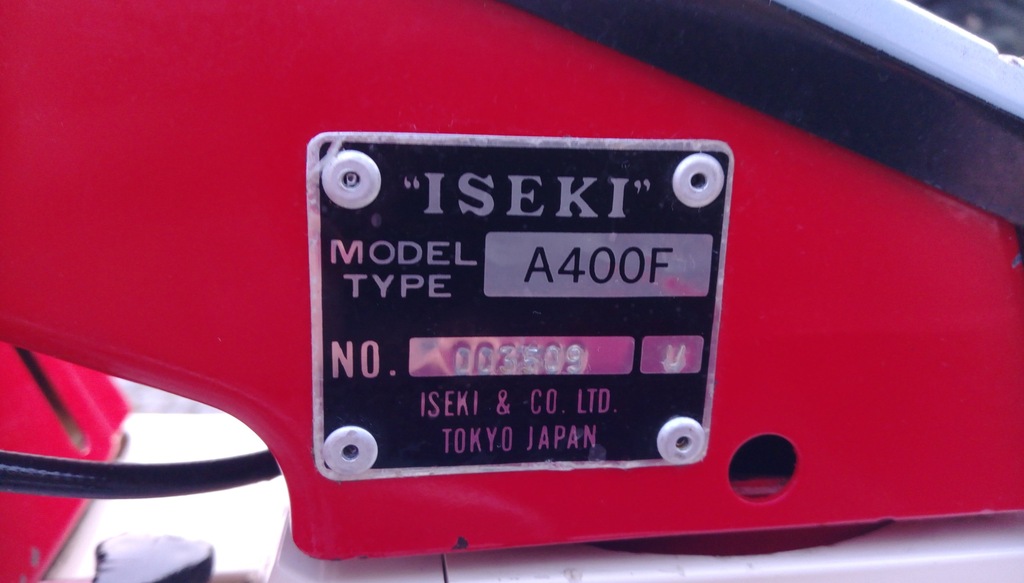 "ISEKI"
MODEL TYPE A400F
NO. 003509 U
ISEKI & CO. LTD.
TOKYO JAPAN